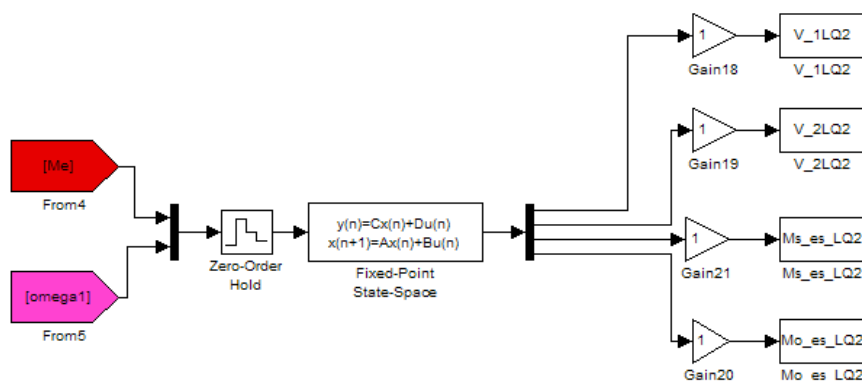 1
Gain18
V_1LQ2
V_1LQ2
1
Gain19
V_2LQ2
V_2LQ2
[Me]
From4
[omega1]
From5
Zero-Order
Hold
y(n)=Cx(n)+Du(n)
x(n+1)=Ax(n)+Bu(n)
Fixed-Point
State-Space
1
Gain21
Ms_es_LQ2
Ms_es_LQ2
1
Gain20
Mo_es_LQ2
Mo_es_LQ2